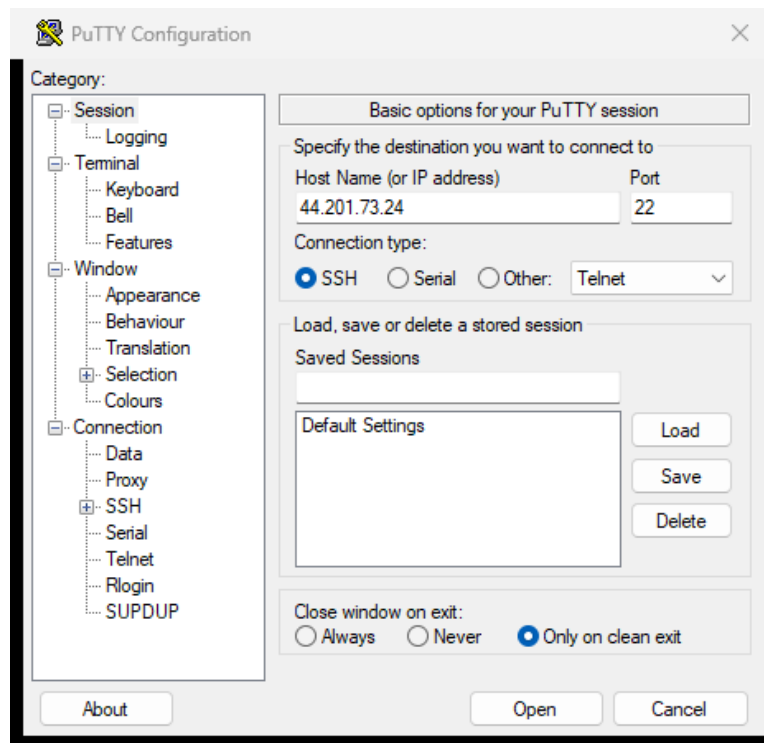 PuTTY Configuration
Category:
Session
Logging
Terminal
Keyboard
Bell
Features
Window
Appearance
Behaviour
Translation
Selection
Colours
Connection
Data
Proxy
SSH
Serial
Telnet
Rlogin
SUPDUP
Basic options for your PuTTY session
Specify the destination you want to connect to
Host Name (or IP address) Port
44.201.73.24 22
Connection type:
SSH Serial Other: Telnet
Load, save or delete a stored session
Saved Sessions
Default Settings
Load
Save
Delete
Close window on exit:
Always Never Only on clean exit
About Open Cancel